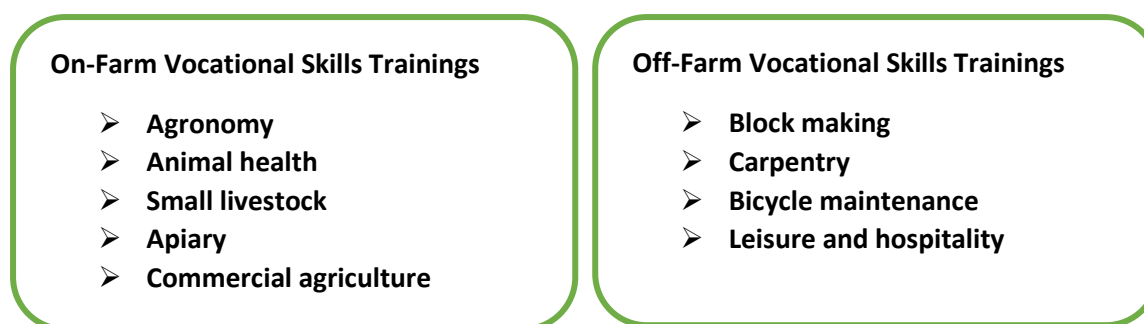 On-Farm Vocational Skills Trainings
➢ Agronomy
➢ Animal health
➢ Small livestock
➢ Apiary
➢ Commercial agriculture
Off-Farm Vocational Skills Trainings
➢ Block making
➢ Carpentry
➢ Bicycle maintenance
➢ Leisure and hospitality